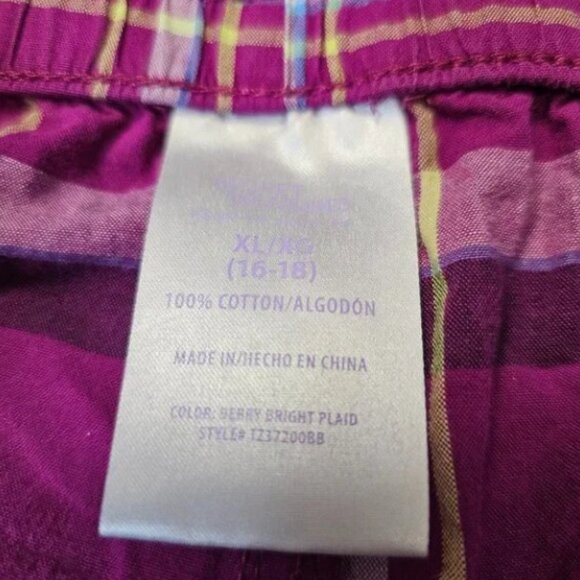 XL/XG
(16-18)
100% COTTON/ALGODÓN
MADE IN/HECHO EN CHINA
COLOR: BERRY BRIGHT PLAID
STYLE# TZ37200BB